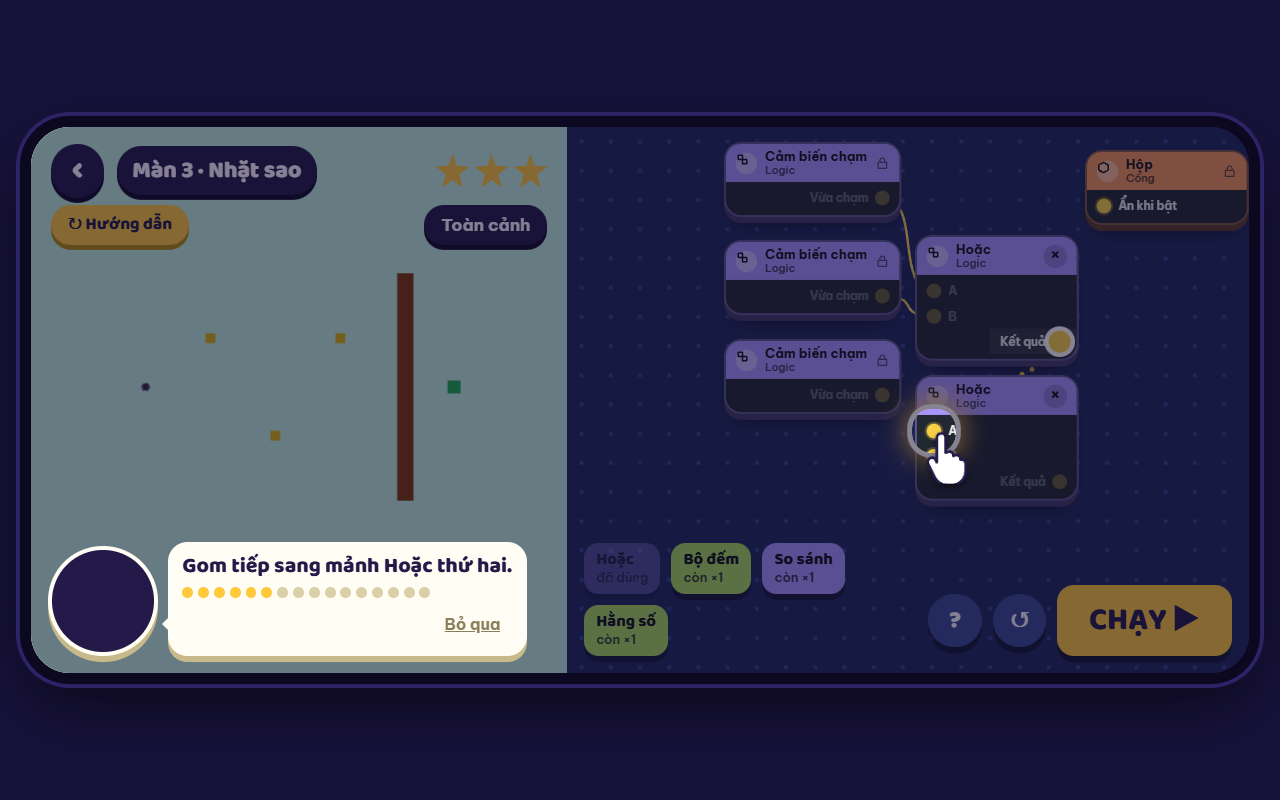 Màn 3 • Nhặt sao
↻ Hướng dẫn
Toàn cảnh
Gom tiếp sang mảnh Hoặc thứ hai.
Bỏ qua
Cảm biến chạm
Logic
Vừa chạm
Cảm biến chạm
Logic
Vừa chạm
Cảm biến chạm
Logic
Vừa chạm
Hoặc
Logic
A
B
Kết quả
Hoặc
Logic
A
Kết quả
Hộp
Cổng
Ẩn khi bật
Hoặc
đã dùng
Bộ đếm
còn ×1
So sánh
còn ×1
Hằng số
còn ×1
?
↺
CHẠY ▶